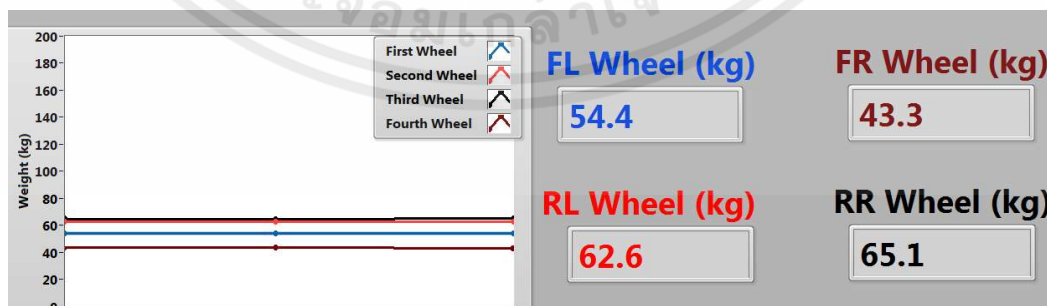 200
180
160
140
120
100
80
60
40
20
0
Weight (kg)
First Wheel
Second Wheel
Third Wheel
Fourth Wheel
FL Wheel (kg)
54.4
FR Wheel (kg)
43.3
RL Wheel (kg)
62.6
RR Wheel (kg)
65.1